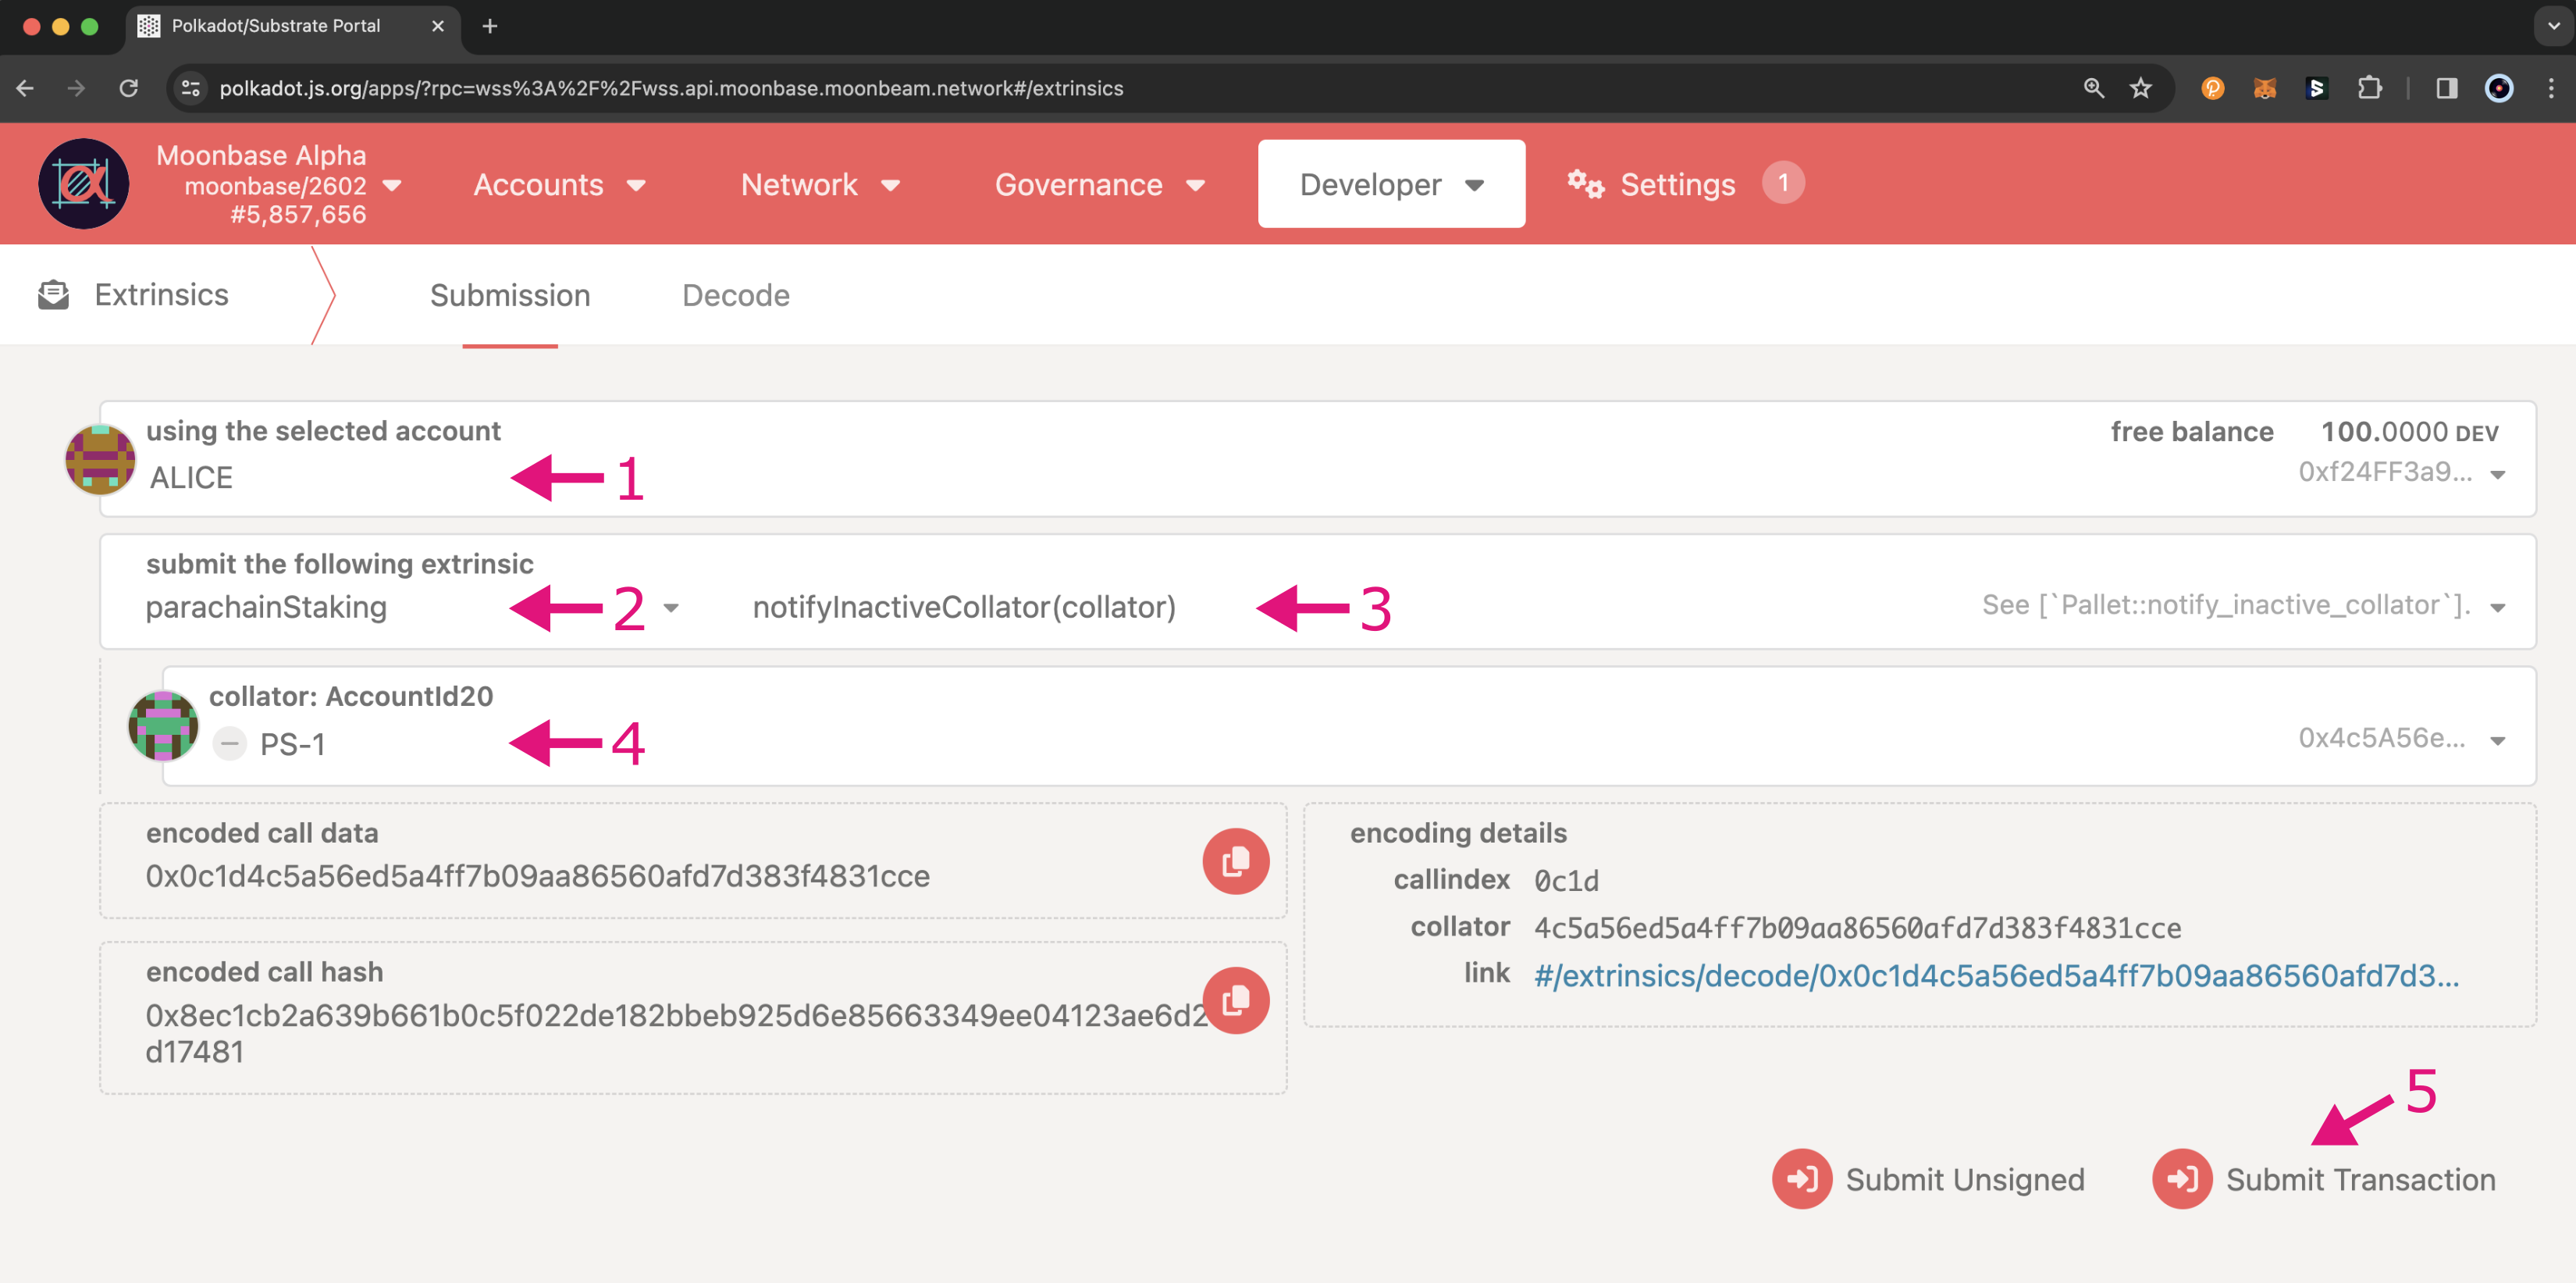 Polkadot/Substrate Portal
polkadot.js.org/apps/?rpc=wss%3A%2F%2Fwss.api.moonbase.moonbeam.network#/extrinsics
Moonbase Alpha
moonbase/2602
#5,857,656
Accounts
Network
Governance
Developer
Settings
1
Extrinsics
Submission
Decode
using the selected account
ALICE
1
free balance 100.0000 DEV
0xf24FF3a9...
submit the following extrinsic
parachainStaking
2
notifyInactiveCollator(collator)
3
See [`Pallet::notify_inactive_collator`].
collator: AccountId20
PS-1
4
0x4c5A56e...
encoded call data
0x0c1d4c5a56ed5a4ff7b09aa86560afd7d383f4831cce
encoding details
callindex 0c1d
collator 4c5a56ed5a4ff7b09aa86560afd7d383f4831cce
link #/extrinsics/decode/0x0c1d4c5a56ed5a4ff7b09aa86560afd7d3...
encoded call hash
0x8ec1cb2a639b661b0c5f022de182bbeb925d6e85663349ee04123ae6d2
d17481
5
Submit Unsigned
Submit Transaction